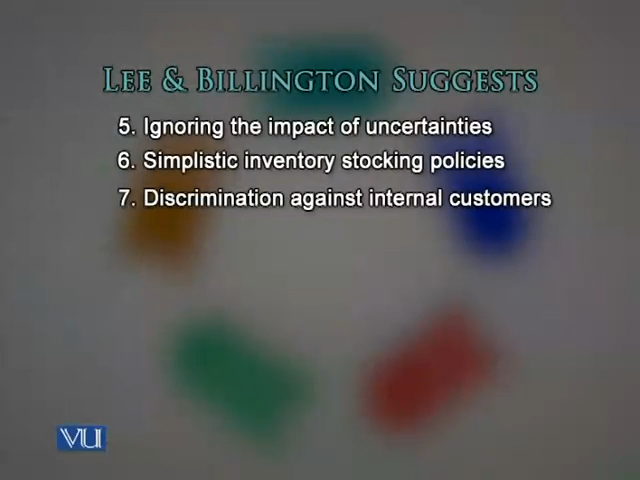 LEE & BILLINGTON SUGGESTS
5. Ignoring the impact of uncertainties
6. Simplistic inventory stocking policies
7. Discrimination against internal customers
VU